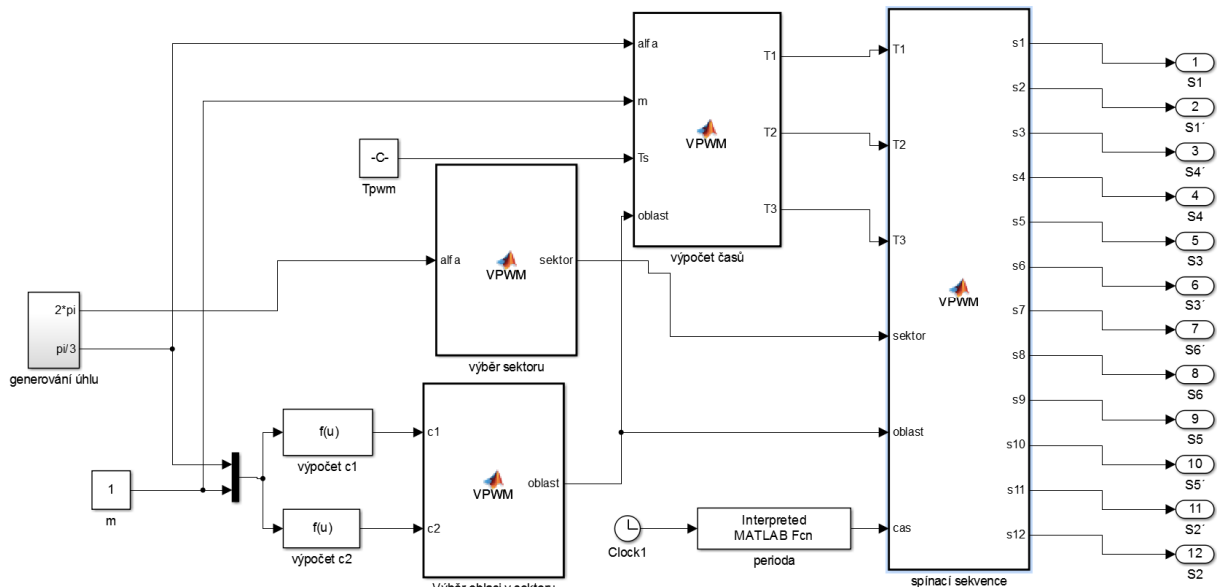 alfa
m
Ts
oblast
VPWM
T1
T2
T3
výpočet časů
-C-
Tpwm
alfa
VPWM
sektor
výběr sektoru
2*pi
pi/3
generování úhlu
1
m
f(u)
výpočet c1
f(u)
výpočet c2
c1
c2
VPWM
oblast
Výběr oblasi v sektoru
Clock1
Interpreted
MATLAB Fcn
perioda
T1
T2
T3
sektor
oblast
cas
VPWM
spínací sekvence
s1
s2
s3
s4
s5
s6
s7
s8
s9
s10
s11
s12
1
S1
2
S1´
3
S4´
4
S4
5
S3
6
S3´
7
S6´
8
S6
9
S5
10
S5´
11
S2´
12
S2